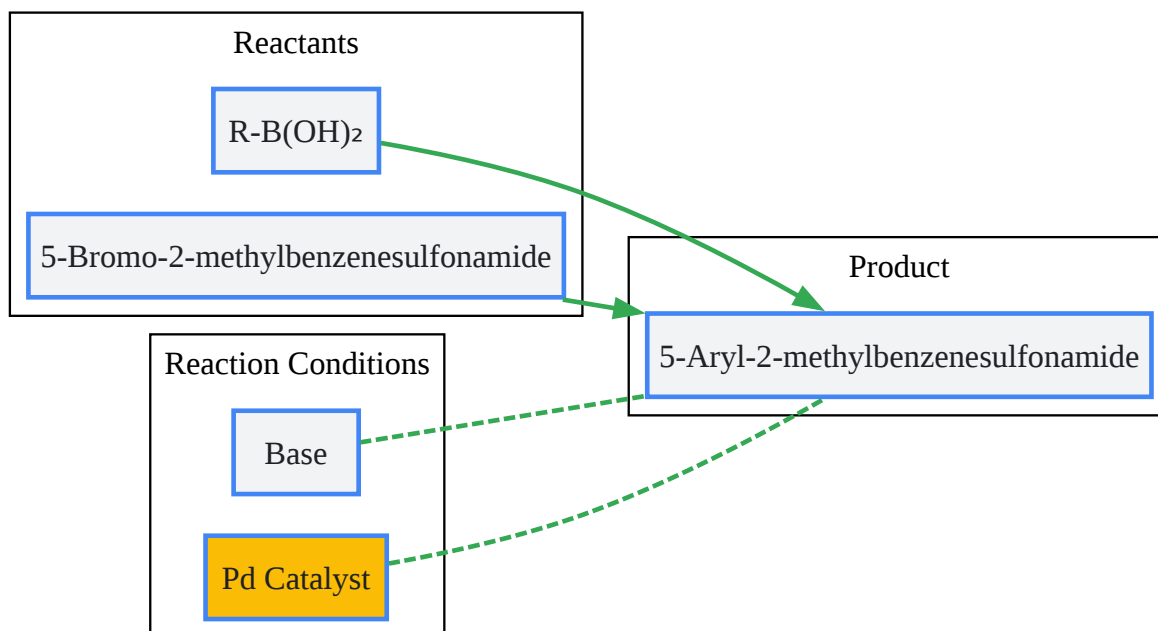 Reactants
R-B(OH)₂
5-Bromo-2-methylbenzenesulfonamide
Product
5-Aryl-2-methylbenzenesulfonamide
Reaction Conditions
Base
Pd Catalyst